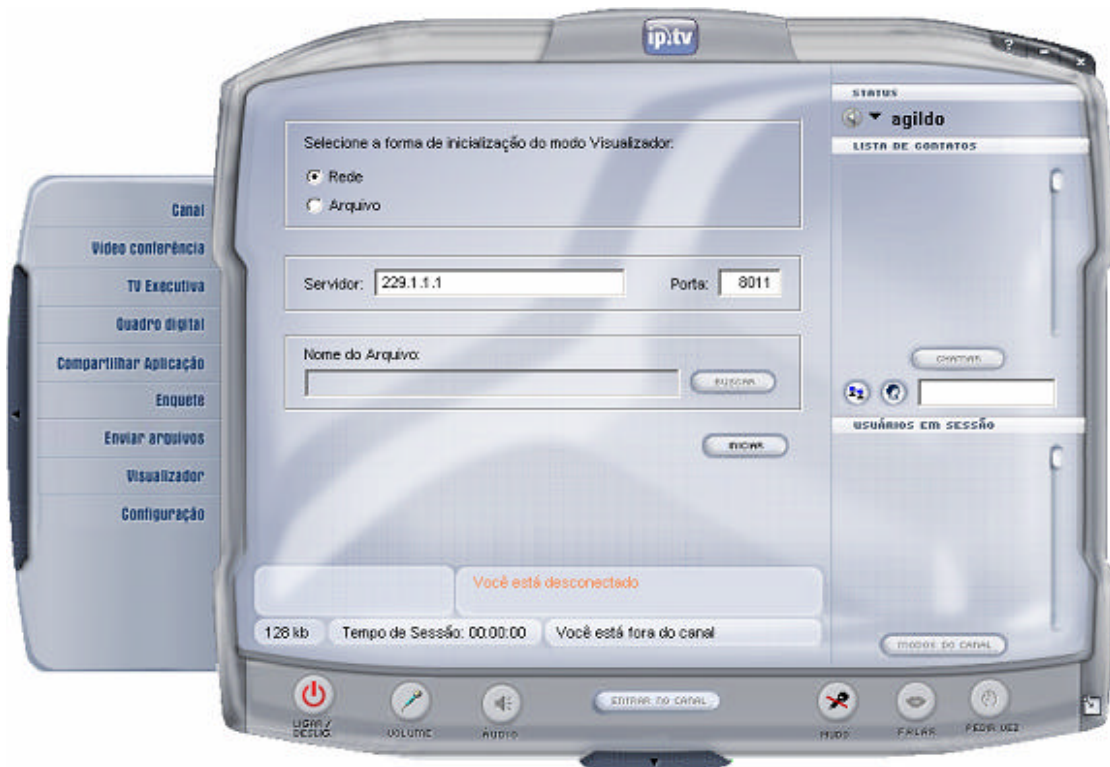 ip.tv
? - x
STATUS
agildo
LISTA DE CONTATOS
Selecione a forma de inicialização do modo Visualizador:
Rede
Arquivo
Canal
Video conferência
TV Executiva
Quadro digital
Compartilhar Aplicação
Enquete
Enviar arquivos
Visualizador
Configuração
Servidor: 229.1.1.1 Porta: 8011
Nome do Arquivo:
BUSCAR
INICIAR
CHAMAR
USUÁRIOS EM SESSÃO
Você está desconectado
128 kb Tempo de Sessão: 00:00:00 Você está fora do canal
MODOS DO CANAL
LIGAR / DESLIG.
VOLUME
ÁUDIO
ENTRAR NO CANAL
MUDO
FALAR
PEDIR VEZ